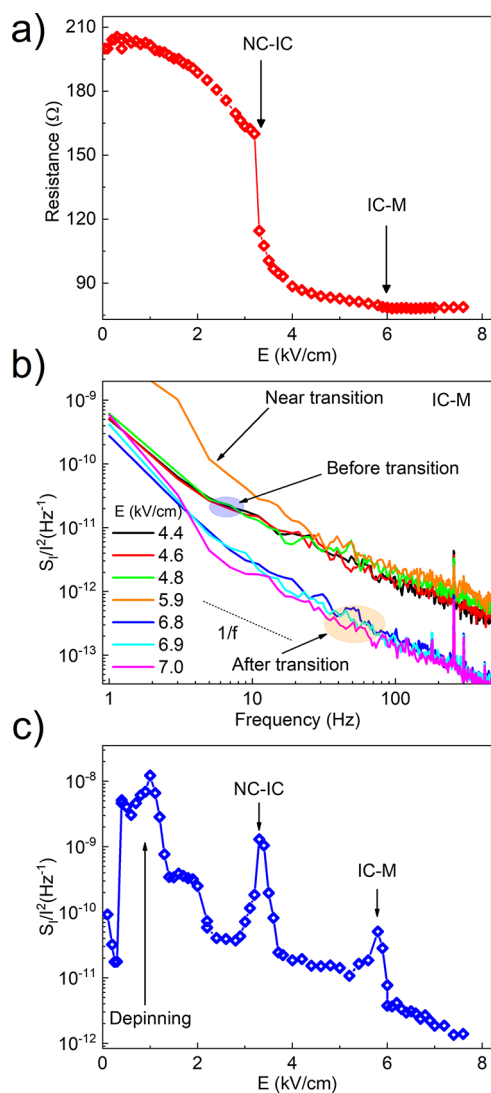 a)
NC-IC
IC-M
Resistance (Ω)
210
180
150
120
90
0 2 4 6 8
E (kV/cm)
b)
IC-M
Near transition
Before transition
E (kV/cm)
4.4
4.6
4.8
5.9
6.8
6.9
7.0
1/f
After transition
S_I/I²(Hz⁻¹)
10⁻⁹
10⁻¹⁰
10⁻¹¹
10⁻¹²
10⁻¹³
1 10 100
Frequency (Hz)
c)
NC-IC
IC-M
Depinning
S_I/I²(Hz⁻¹)
10⁻⁸
10⁻⁹
10⁻¹⁰
10⁻¹¹
10⁻¹²
0 2 4 6 8
E (kV/cm)